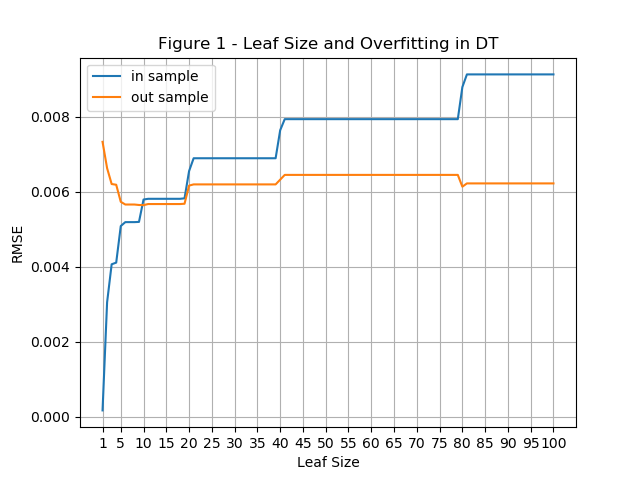 Figure 1 - Leaf Size and Overfitting in DT
in sample
out sample
0.008
0.006
0.004
0.002
0.000
RMSE
1 5 10 15 20 25 30 35 40 45 50 55 60 65 70 75 80 85 90 95 100
Leaf Size